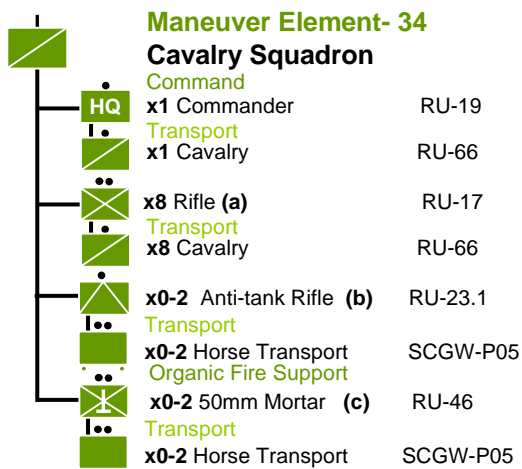 Maneuver Element- 34
Cavalry Squadron
Command
HQ x1 Commander RU-19
Transport
x1 Cavalry RU-66
x8 Rifle (a) RU-17
Transport
x8 Cavalry RU-66
x0-2 Anti-tank Rifle (b) RU-23.1
Transport
x0-2 Horse Transport SCGW-P05
Organic Fire Support
x0-2 50mm Mortar (c) RU-46
Transport
x0-2 Horse Transport SCGW-P05